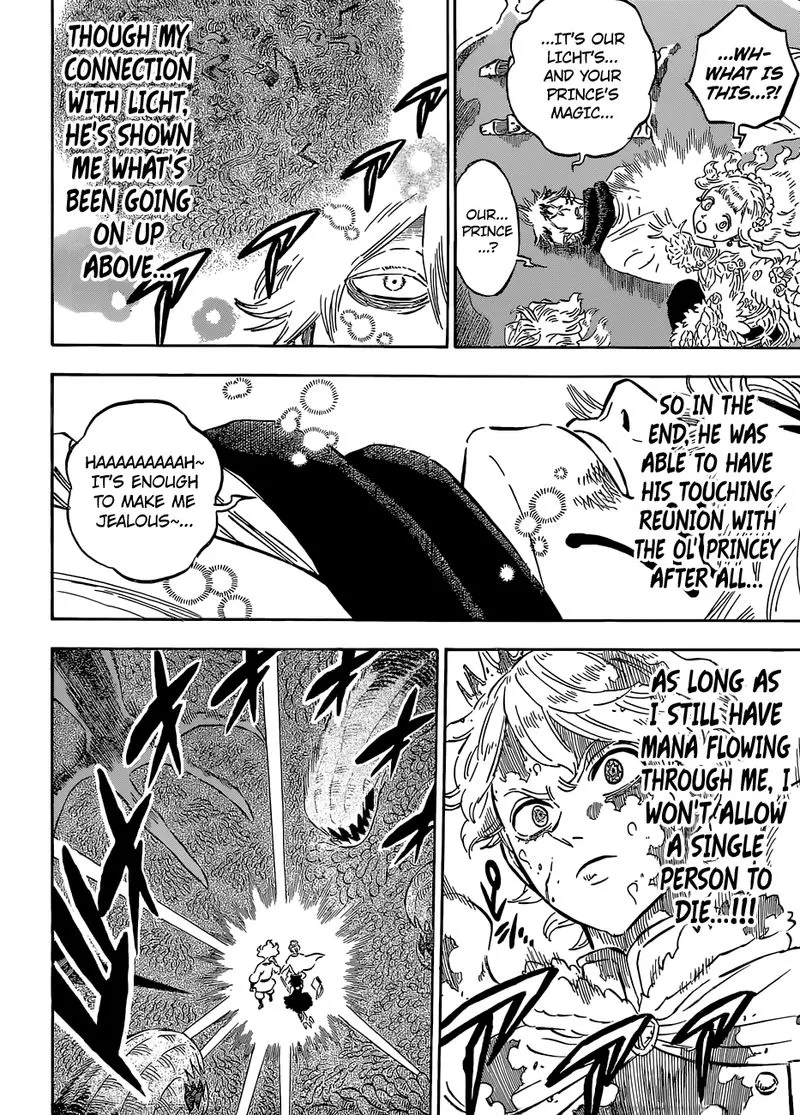 ...WH-
WHAT IS
THIS...?!
...IT'S OUR
LICHT'S...
AND YOUR
PRINCE'S
MAGIC...
OUR...
PRINCE
...?
THOUGH MY
CONNECTION
WITH LICHT,
HE'S SHOWN
ME WHAT'S
BEEN GOING
ON UP
ABOVE...
SO IN THE
END, HE WAS
ABLE TO HAVE
HIS TOUCHING
REUNION WITH
THE OL' PRINCEY
AFTER ALL...
HAAAAAAAAAH~
IT'S ENOUGH
TO MAKE ME
JEALOUS~...
AS LONG AS
I STILL HAVE
MANA FLOWING
THROUGH ME, I
WON'T ALLOW
A SINGLE
PERSON TO
DIE...!!!